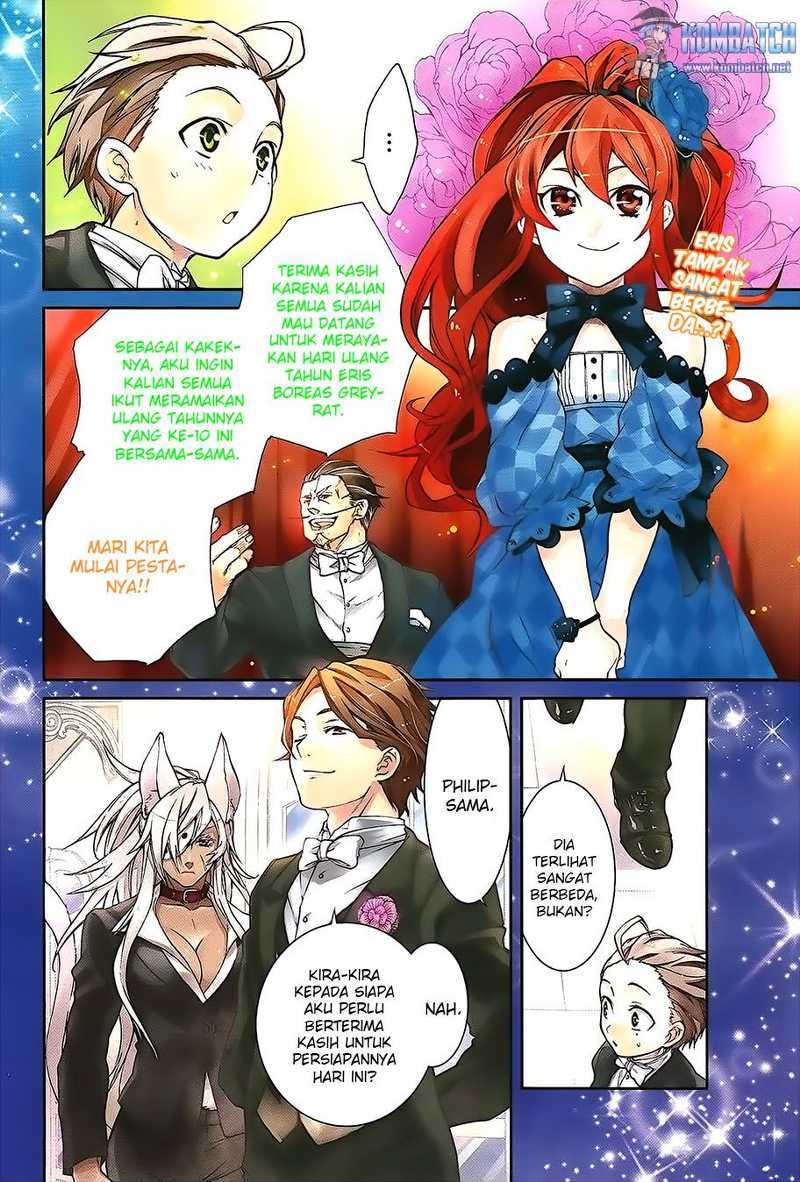 KOMBATCH
www.kombatch.net
...
ERIS
TAMPAK
SANGAT
BERBE-
DA...?!
TERIMA KASIH
KARENA KALIAN
SEMUA SUDAH
MAU DATANG
UNTUK MERAYA-
KAN HARI ULANG
TAHUN ERIS
BOREAS GREY-
RAT.
SEBAGAI KAKEK-
NYA, AKU INGIN
KALIAN SEMUA
IKUT MERAMAIKAN
ULANG TAHUNNYA
YANG KE-10 INI
BERSAMA-SAMA.
MARI KITA
MULAI PESTA-
NYA!!
DIA
TERLIHAT
SANGAT
BERBEDA,
BUKAN?
PHILIP-
SAMA.
NAH.
KIRA-KIRA
KEPADA SIAPA
AKU PERLU
BERTERIMA
KASIH UNTUK
PERSIAPANNYA
HARI INI?